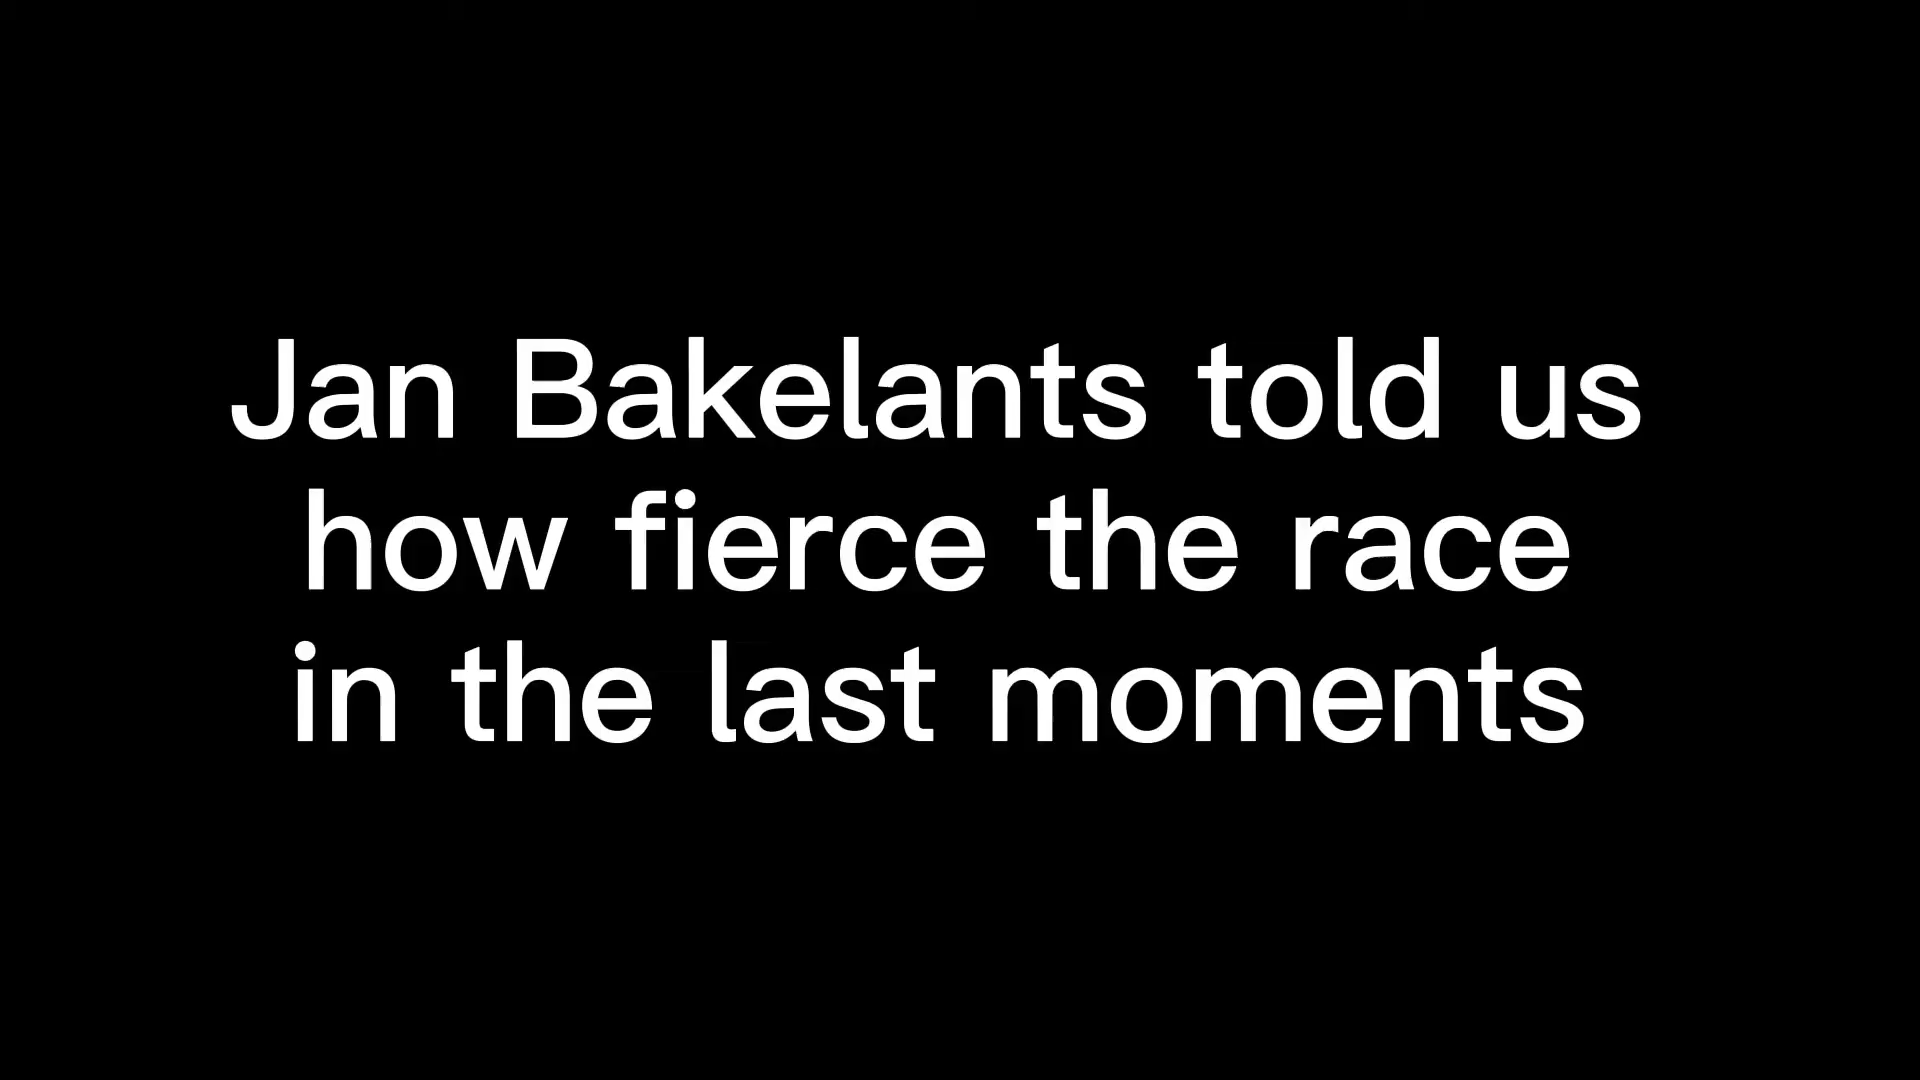 Jan Bakelants told us
how fierce the race
in the last moments